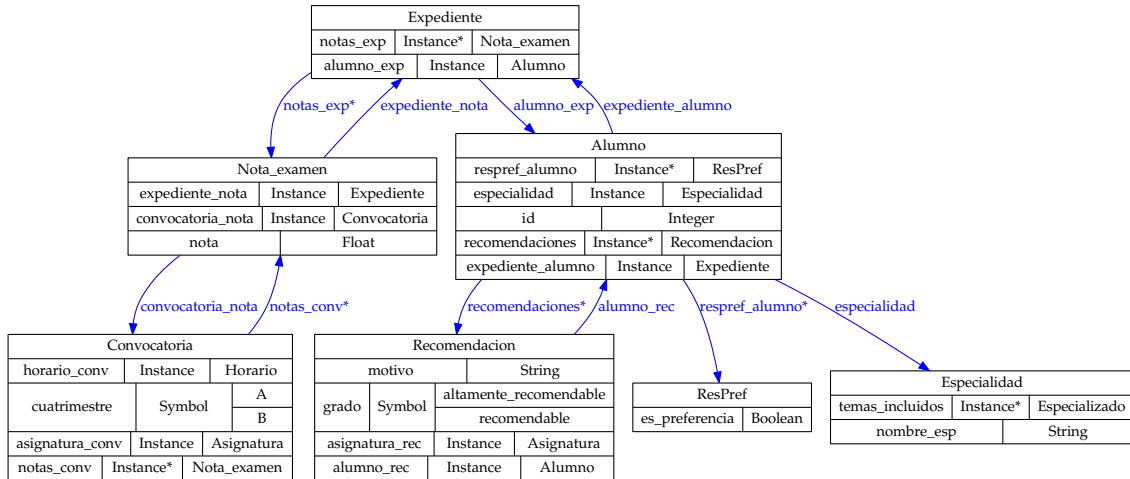 Expediente
notas_exp Instance* Nota_examen
alumno_exp Instance Alumno
notas_exp* expediente_nota alumno_exp expediente_alumno
Nota_examen
expediente_nota Instance Expediente
convocatoria_nota Instance Convocatoria
nota Float
Alumno
respref_alumno Instance* ResPref
especialidad Instance Especialidad
id Integer
recomendaciones Instance* Recomendacion
expediente_alumno Instance Expediente
convocatoria_nota notas_conv* recomendaciones* alumno_rec respref_alumno* especialidad
Convocatoria
horario_conv Instance Horario
cuatrimestre Symbol A
B
asignatura_conv Instance Asignatura
notas_conv Instance* Nota_examen
Recomendacion
motivo String
grado Symbol altamente_recomendable
recomendable
asignatura_rec Instance Asignatura
alumno_rec Instance Alumno
ResPref
es_preferencia Boolean
Especialidad
temas_incluidos Instance* Especializado
nombre_esp String